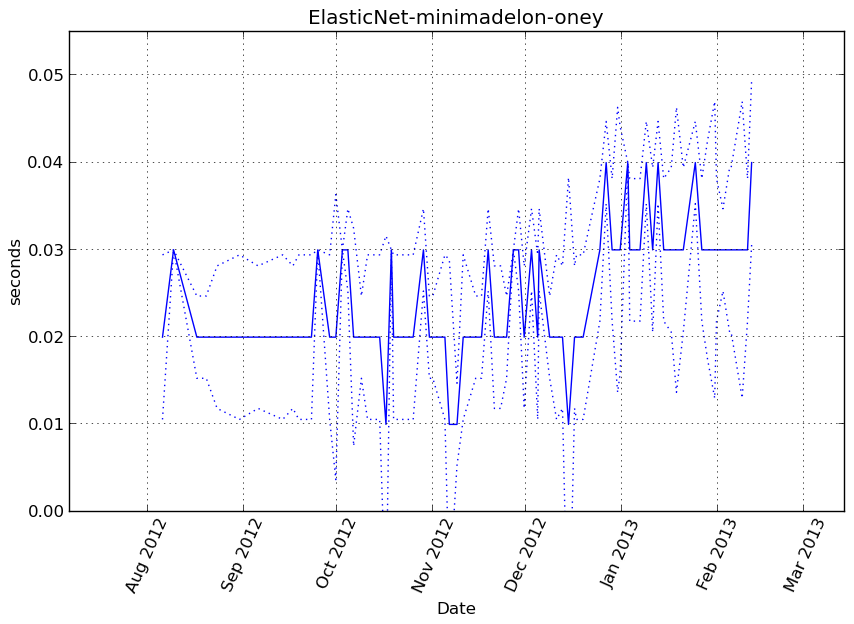 ElasticNet-minimadelon-oney
0.05
0.04
0.03
0.02
0.01
0.00
seconds
Aug 2012
Sep 2012
Oct 2012
Nov 2012
Dec 2012
Jan 2013
Feb 2013
Mar 2013
Date